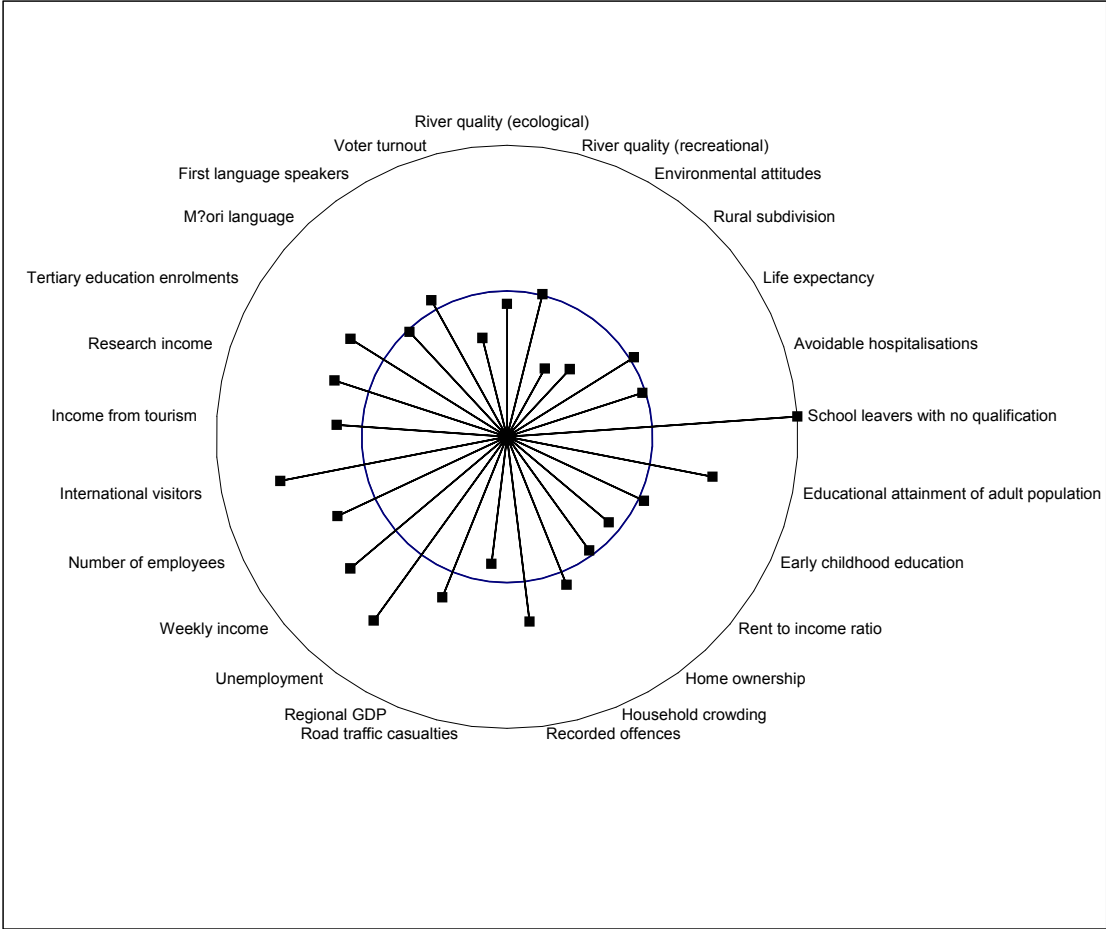 River quality (ecological)
River quality (recreational)
Environmental attitudes
Rural subdivision
Life expectancy
Avoidable hospitalisations
School leavers with no qualification
Educational attainment of adult population
Early childhood education
Rent to income ratio
Home ownership
Household crowding
Recorded offences
Road traffic casualties
Regional GDP
Unemployment
Weekly income
Number of employees
International visitors
Income from tourism
Research income
Tertiary education enrolments
M?ori language
First language speakers
Voter turnout